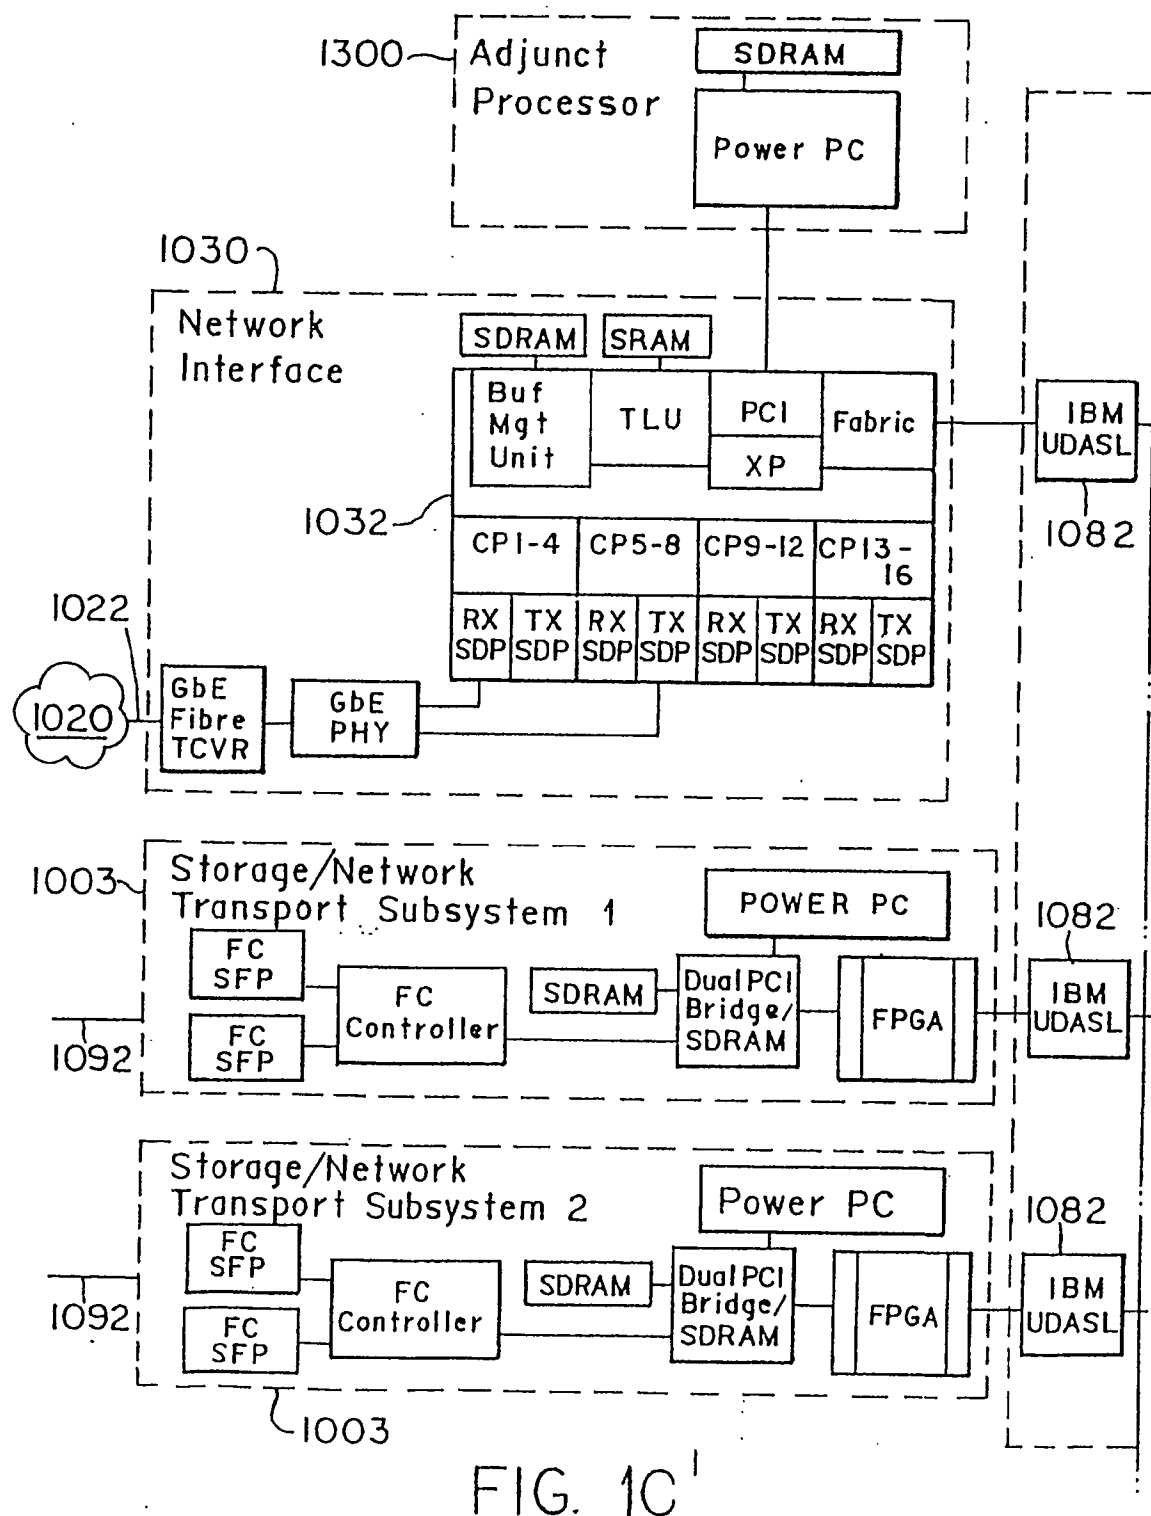 1300
Adjunct
Processor
SDRAM
Power PC
1030
Network
Interface
SDRAM
SRAM
Buf
Mgt
Unit
TLU
PCI
XP
Fabric
IBM
UDASL
1082
1032
CP1-4
CP5-8
CP9-12
CP13-
16
RX
SDP
TX
SDP
RX
SDP
TX
SDP
RX
SDP
TX
SDP
RX
SDP
TX
SDP
1022
1020
GbE
Fibre
TCVR
GbE
PHY
1003
Storage/Network
Transport Subsystem 1
POWER PC
1082
FC
SFP
FC
SFP
FC
Controller
SDRAM
Dual PCI
Bridge/
SDRAM
FPGA
IBM
UDASL
1092
Storage/Network
Transport Subsystem 2
Power PC
1082
FC
SFP
FC
SFP
FC
Controller
SDRAM
Dual PCI
Bridge/
SDRAM
FPGA
IBM
UDASL
1092
1003
FIG. 1C'